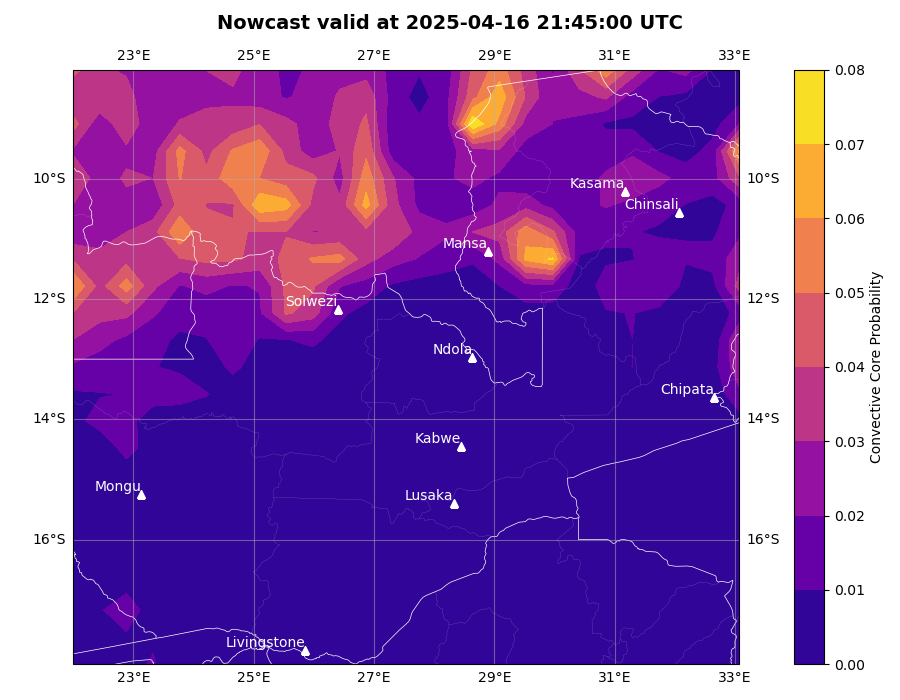 Nowcast valid at 2025-04-16 21:45:00 UTC
23°E 25°E 27°E 29°E 31°E 33°E
0.08
0.07
0.06
0.05
0.04
0.03
0.02
0.01
0.00
Convective Core Probability
10°S 10°S
12°S 12°S
14°S 14°S
16°S 16°S
Kasama
Chinsali
Mansa
Solwezi
Ndola
Chipata
Kabwe
Mongu
Lusaka
Livingstone
23°E 25°E 27°E 29°E 31°E 33°E